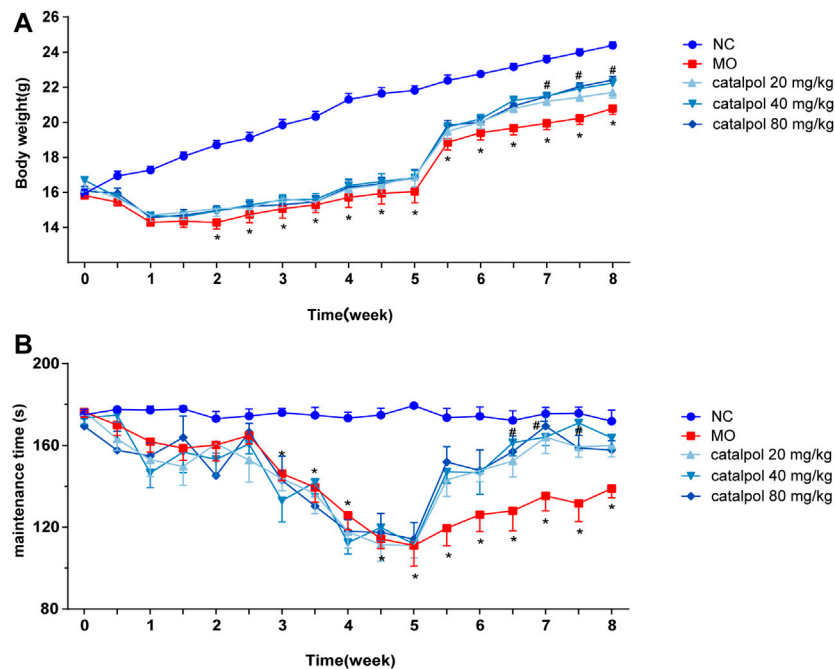 A
Body weight(g)
26
24
22
20
18
16
14
# # #
* * * * * * * * * * * * *
0 1 2 3 4 5 6 7 8
Time(week)
NC
MO
catalpol 20 mg/kg
catalpol 40 mg/kg
catalpol 80 mg/kg
B
maintenance time (s)
200
160
120
80
# # #
* * * * * * * * * * *
0 1 2 3 4 5 6 7 8
Time(week)
NC
MO
catalpol 20 mg/kg
catalpol 40 mg/kg
catalpol 80 mg/kg